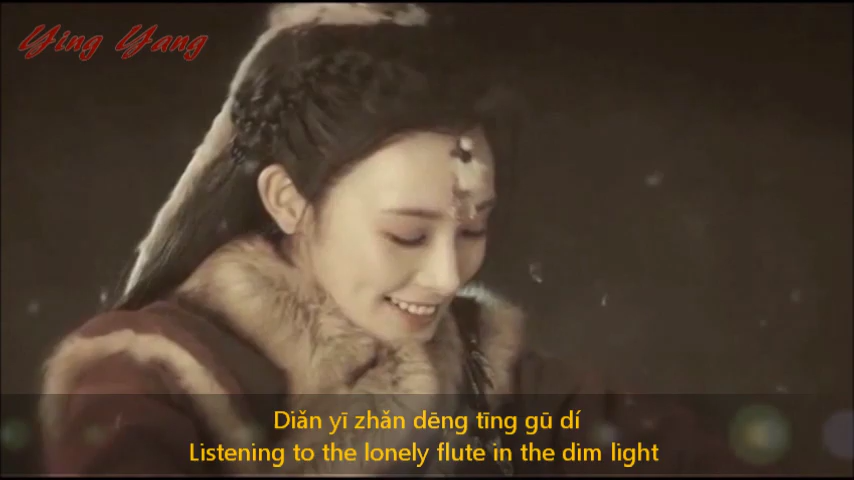 Ying Yang
Diǎn yī zhǎn dēng tīng gū dí
Listening to the lonely flute in the dim light